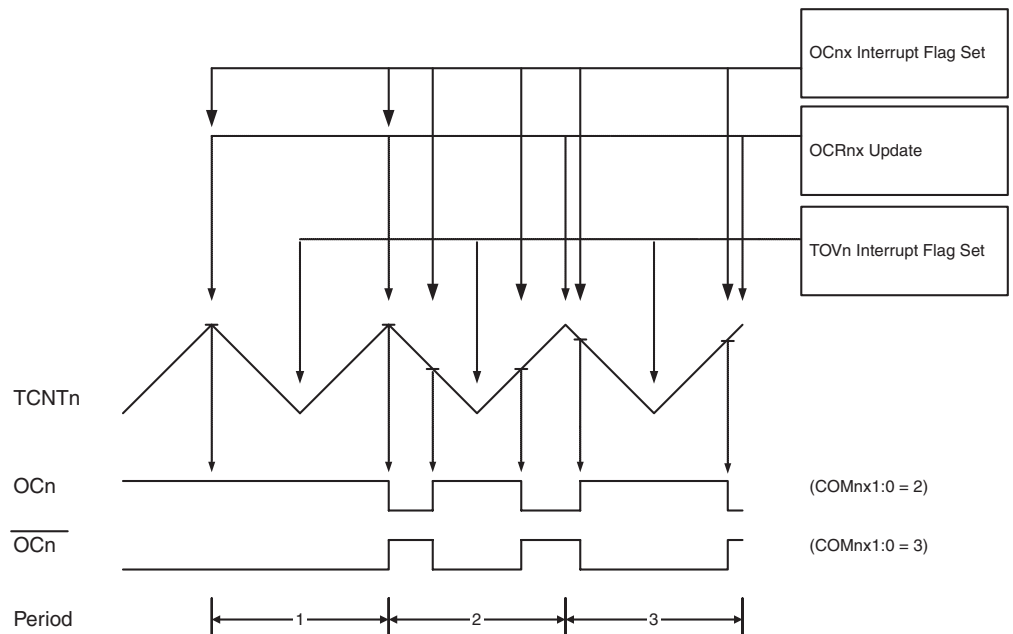 OCnx Interrupt Flag Set
OCRnx Update
TOVn Interrupt Flag Set
TCNTn
OCn
(COMnx1:0 = 2)
OCn
(COMnx1:0 = 3)
Period
1
2
3